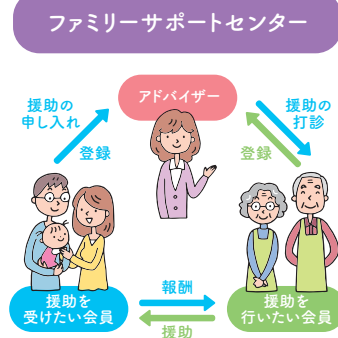 ファミリーサポートセンター
アドバイザー
援助の
申し入れ
登録
援助の
打診
登録
援助を
受けたい会員
報酬
援助
援助を
行いたい会員